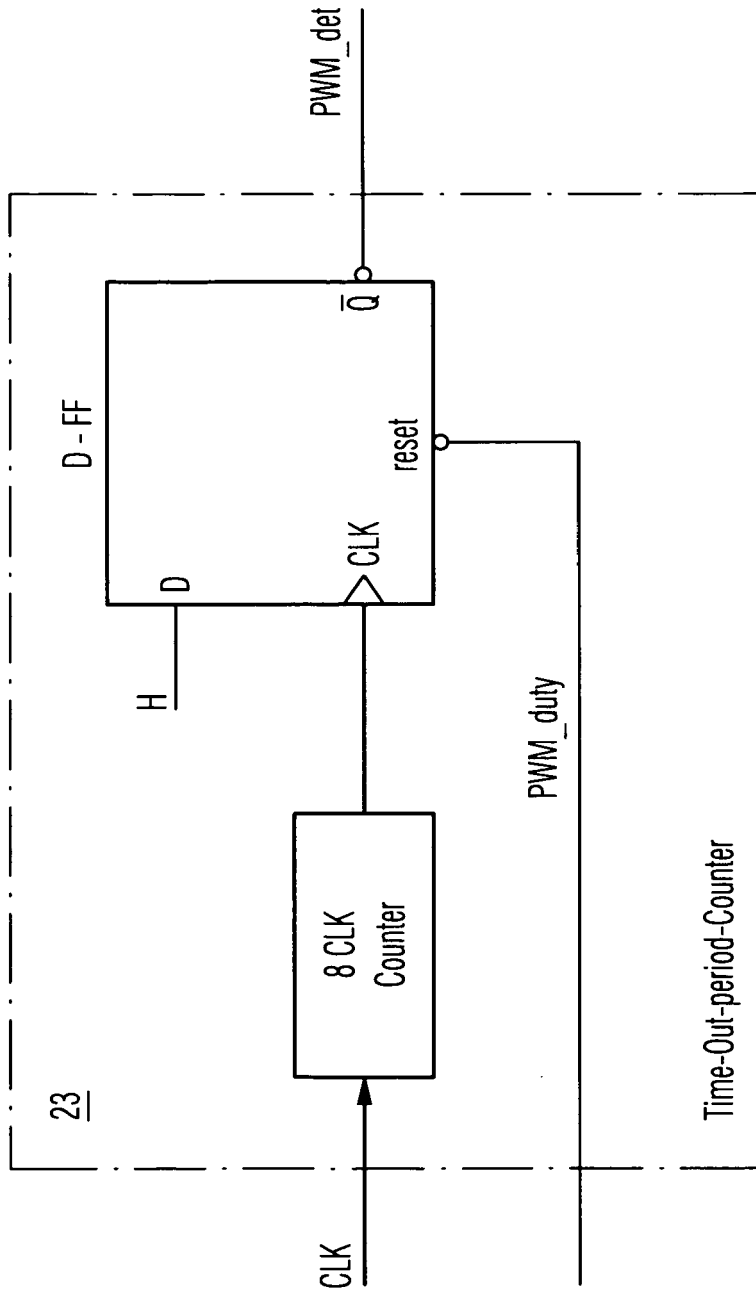 23
D - FF
H
D
CLK
Q̅
reset
PWM_det
CLK
8 CLK
Counter
PWM_duty
Time-Out-period-Counter